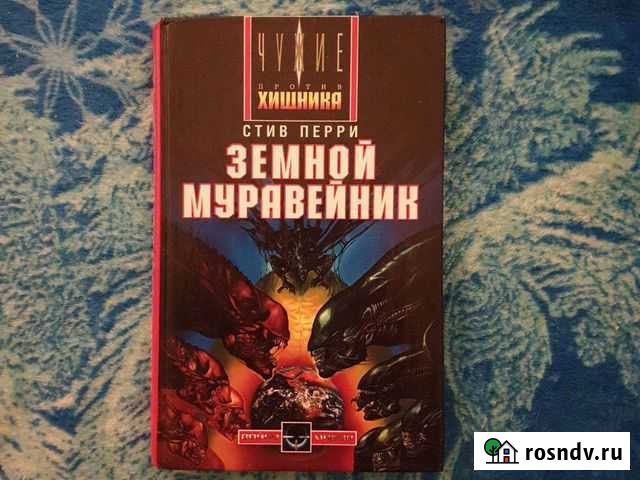 ЧУЖИЕ
ПРОТИВ
ХИЩНИКА
СТИВ ПЕРРИ
ЗЕМНОЙ
МУРАВЕЙНИК
rosndv.ru